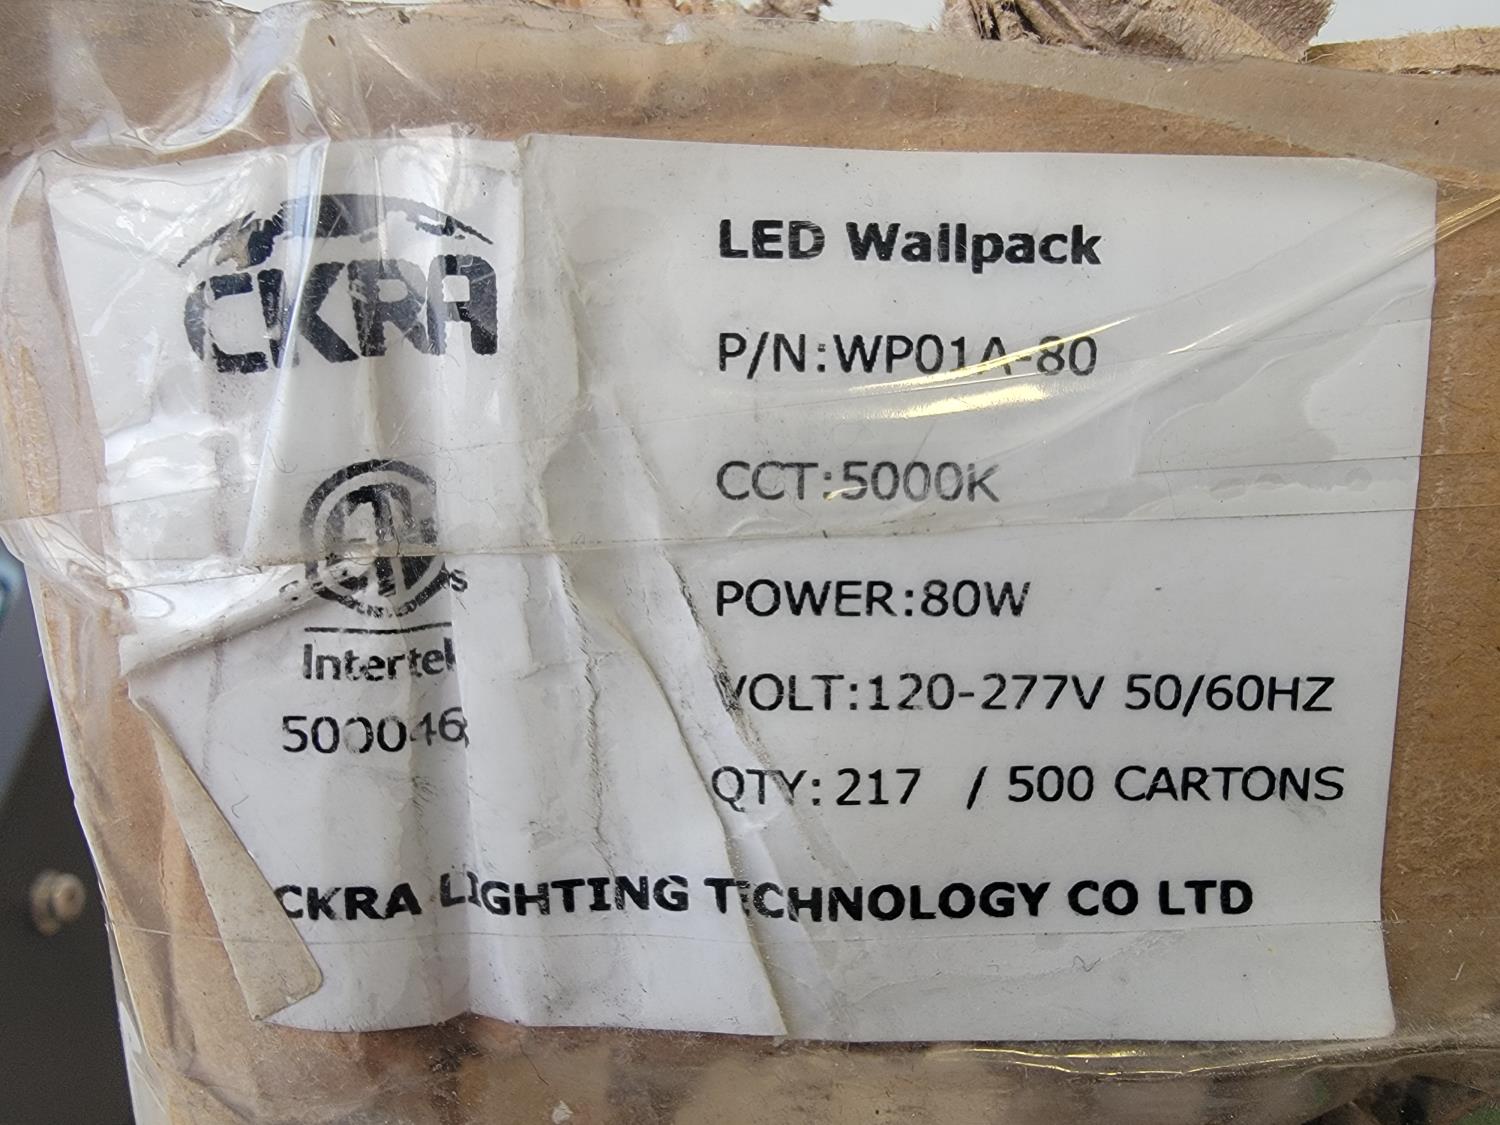 CKRA
LED Wallpack
P/N:WP01A-80
CCT:5000K
POWER:80W
VOLT:120-277V 50/60HZ
QTY: 217 / 500 CARTONS
Intertek
CKRA LIGHTING TECHNOLOGY CO LTD